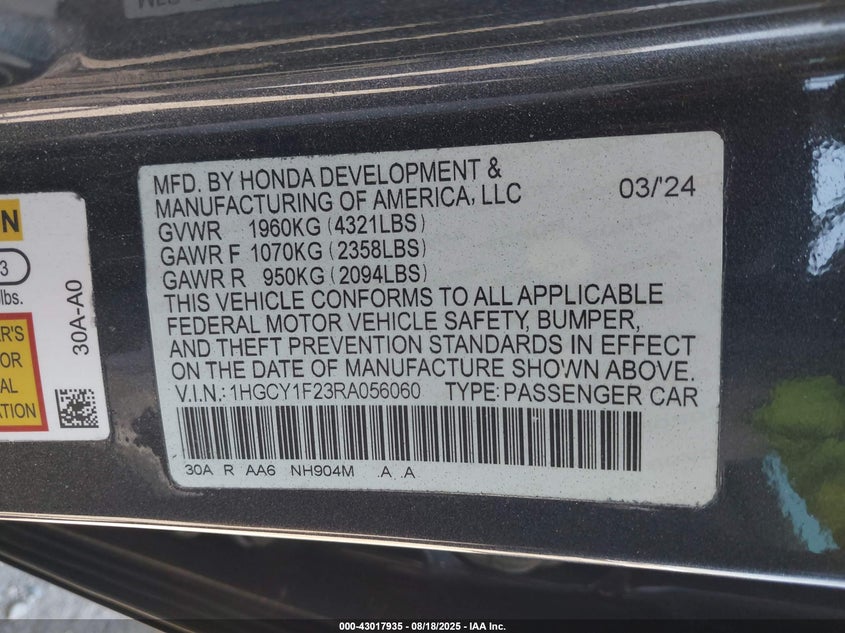 MFD. BY HONDA DEVELOPMENT &
MANUFACTURING OF AMERICA, LLC
03/'24
GVWR 1960KG (4321LBS)
GAWR F 1070KG (2358LBS)
GAWR R 950KG (2094LBS)
THIS VEHICLE CONFORMS TO ALL APPLICABLE
FEDERAL MOTOR VEHICLE SAFETY, BUMPER,
AND THEFT PREVENTION STANDARDS IN EFFECT
ON THE DATE OF MANUFACTURE SHOWN ABOVE.
V.I.N.: 1HGCY1F23RA056060 TYPE: PASSENGER CAR
30A R AA6 NH904M .A .A
3
lbs.
30A-A0
000-43017935 - 08/18/2025 - IAA Inc.